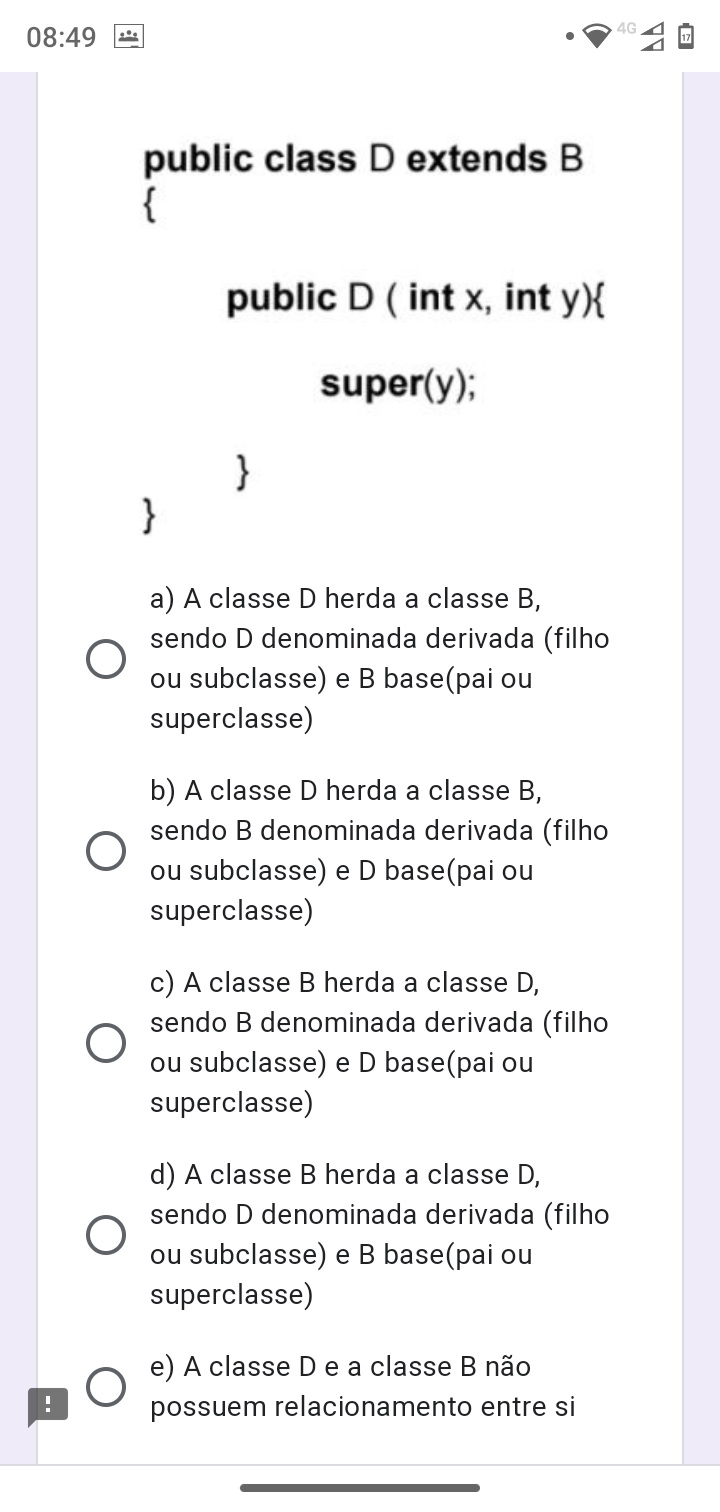 08:49
4G
17
public class D extends B
{
public D ( int x, int y){
super(y);
}
}
a) A classe D herda a classe B,
sendo D denominada derivada (filho
ou subclasse) e B base(pai ou
superclasse)
b) A classe D herda a classe B,
sendo B denominada derivada (filho
ou subclasse) e D base(pai ou
superclasse)
c) A classe B herda a classe D,
sendo B denominada derivada (filho
ou subclasse) e D base(pai ou
superclasse)
d) A classe B herda a classe D,
sendo D denominada derivada (filho
ou subclasse) e B base(pai ou
superclasse)
e) A classe D e a classe B não
possuem relacionamento entre si